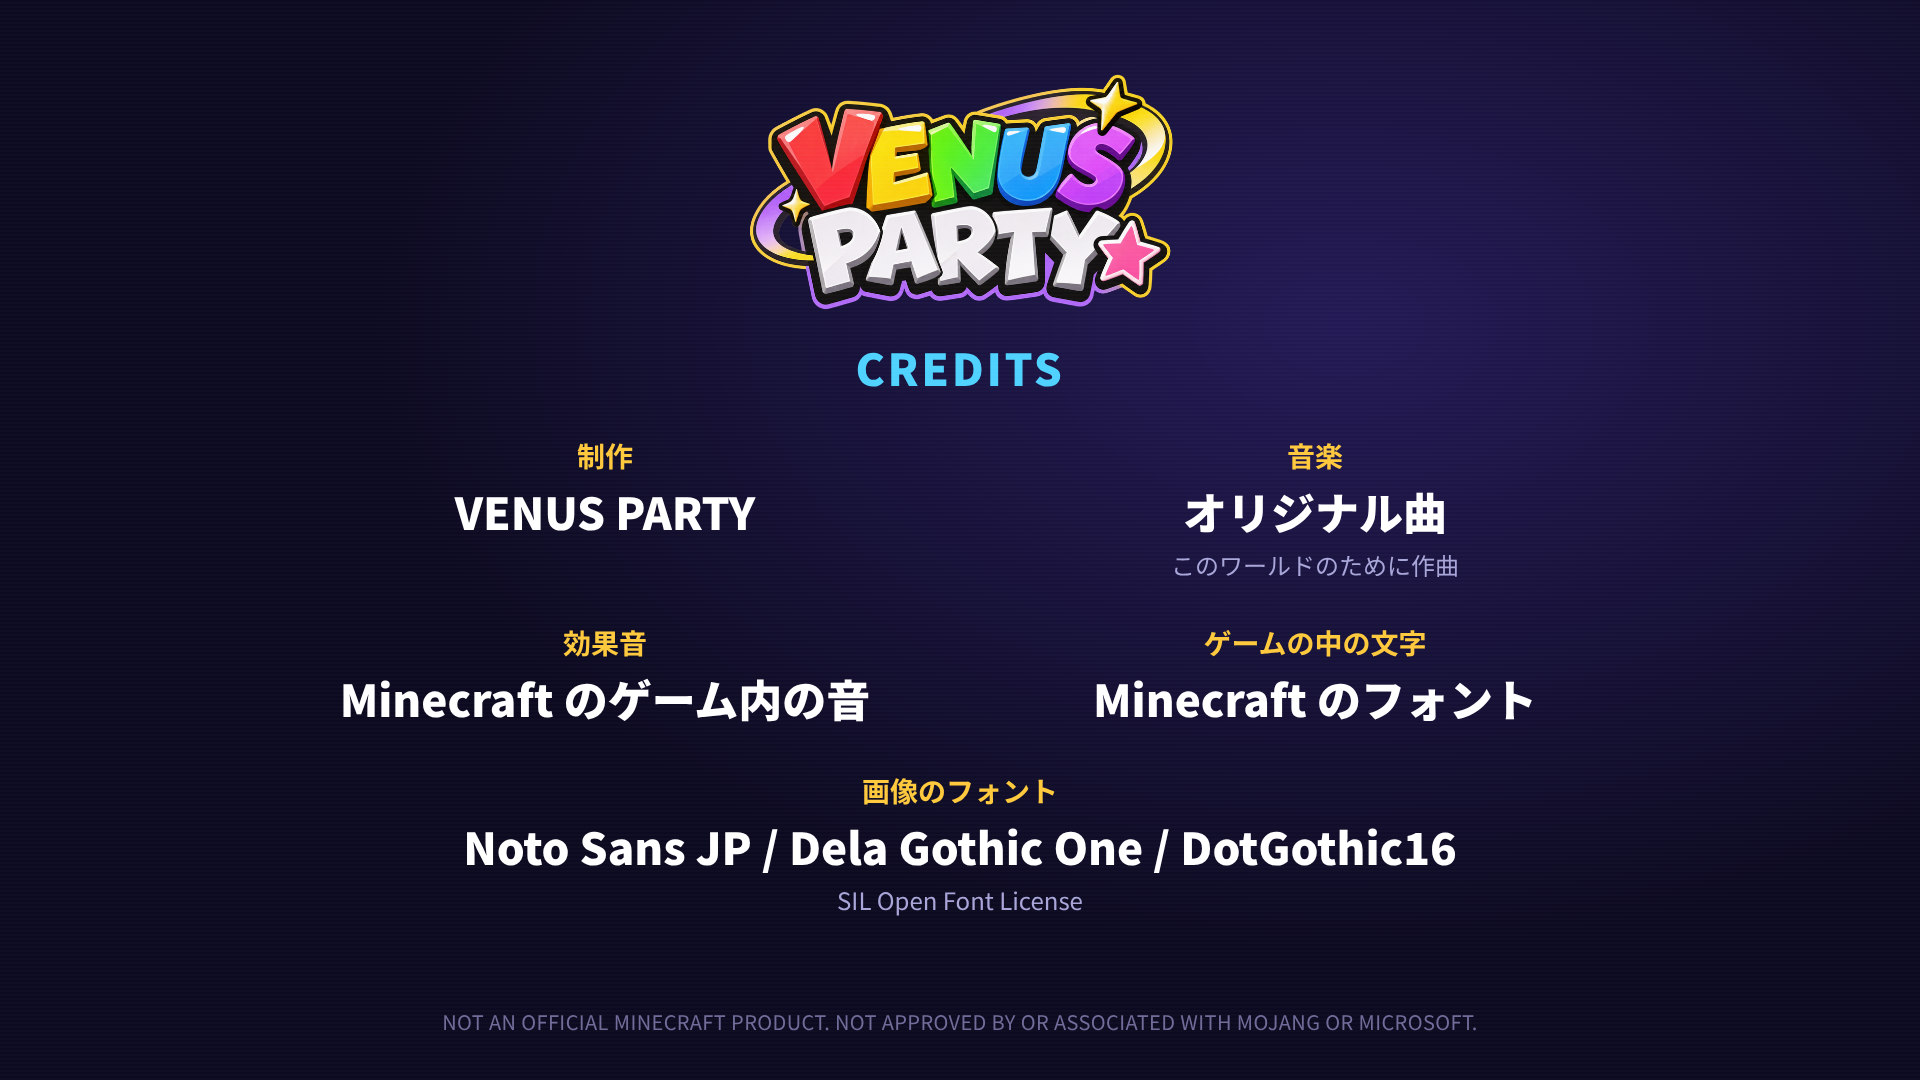 VENUS
PARTY
CREDITS
制作
VENUS PARTY
音楽
オリジナル曲
このワールドのために作曲
効果音
Minecraft のゲーム内の音
ゲームの中の文字
Minecraft のフォント
画像のフォント
Noto Sans JP / Dela Gothic One / DotGothic16
SIL Open Font License
NOT AN OFFICIAL MINECRAFT PRODUCT. NOT APPROVED BY OR ASSOCIATED WITH MOJANG OR MICROSOFT.